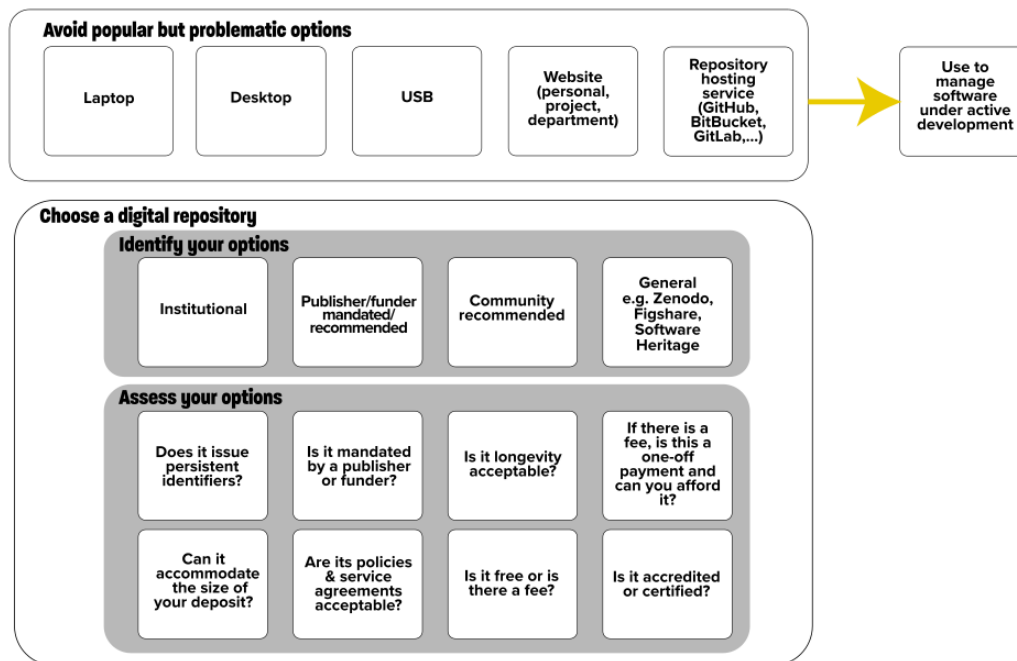 Avoid popular but problematic options
Laptop
Desktop
USB
Website
(personal,
project,
department)
Repository
hosting
service
(GitHub,
BitBucket,
GitLab,...)
Use to
manage
software
under active
development
Choose a digital repository
Identify your options
Institutional
Publisher/funder
mandated/
recommended
Community
recommended
General
e.g. Zenodo,
Figshare,
Software
Heritage
Assess your options
Does it issue
persistent
identifiers?
Is it mandated
by a publisher
or funder?
Is it longevity
acceptable?
If there is a
fee, is this a
one-off
payment and
can you afford
it?
Can it
accommodate
the size of
your deposit?
Are its policies
& service
agreements
acceptable?
Is it free or is
there a fee?
Is it accredited
or certified?